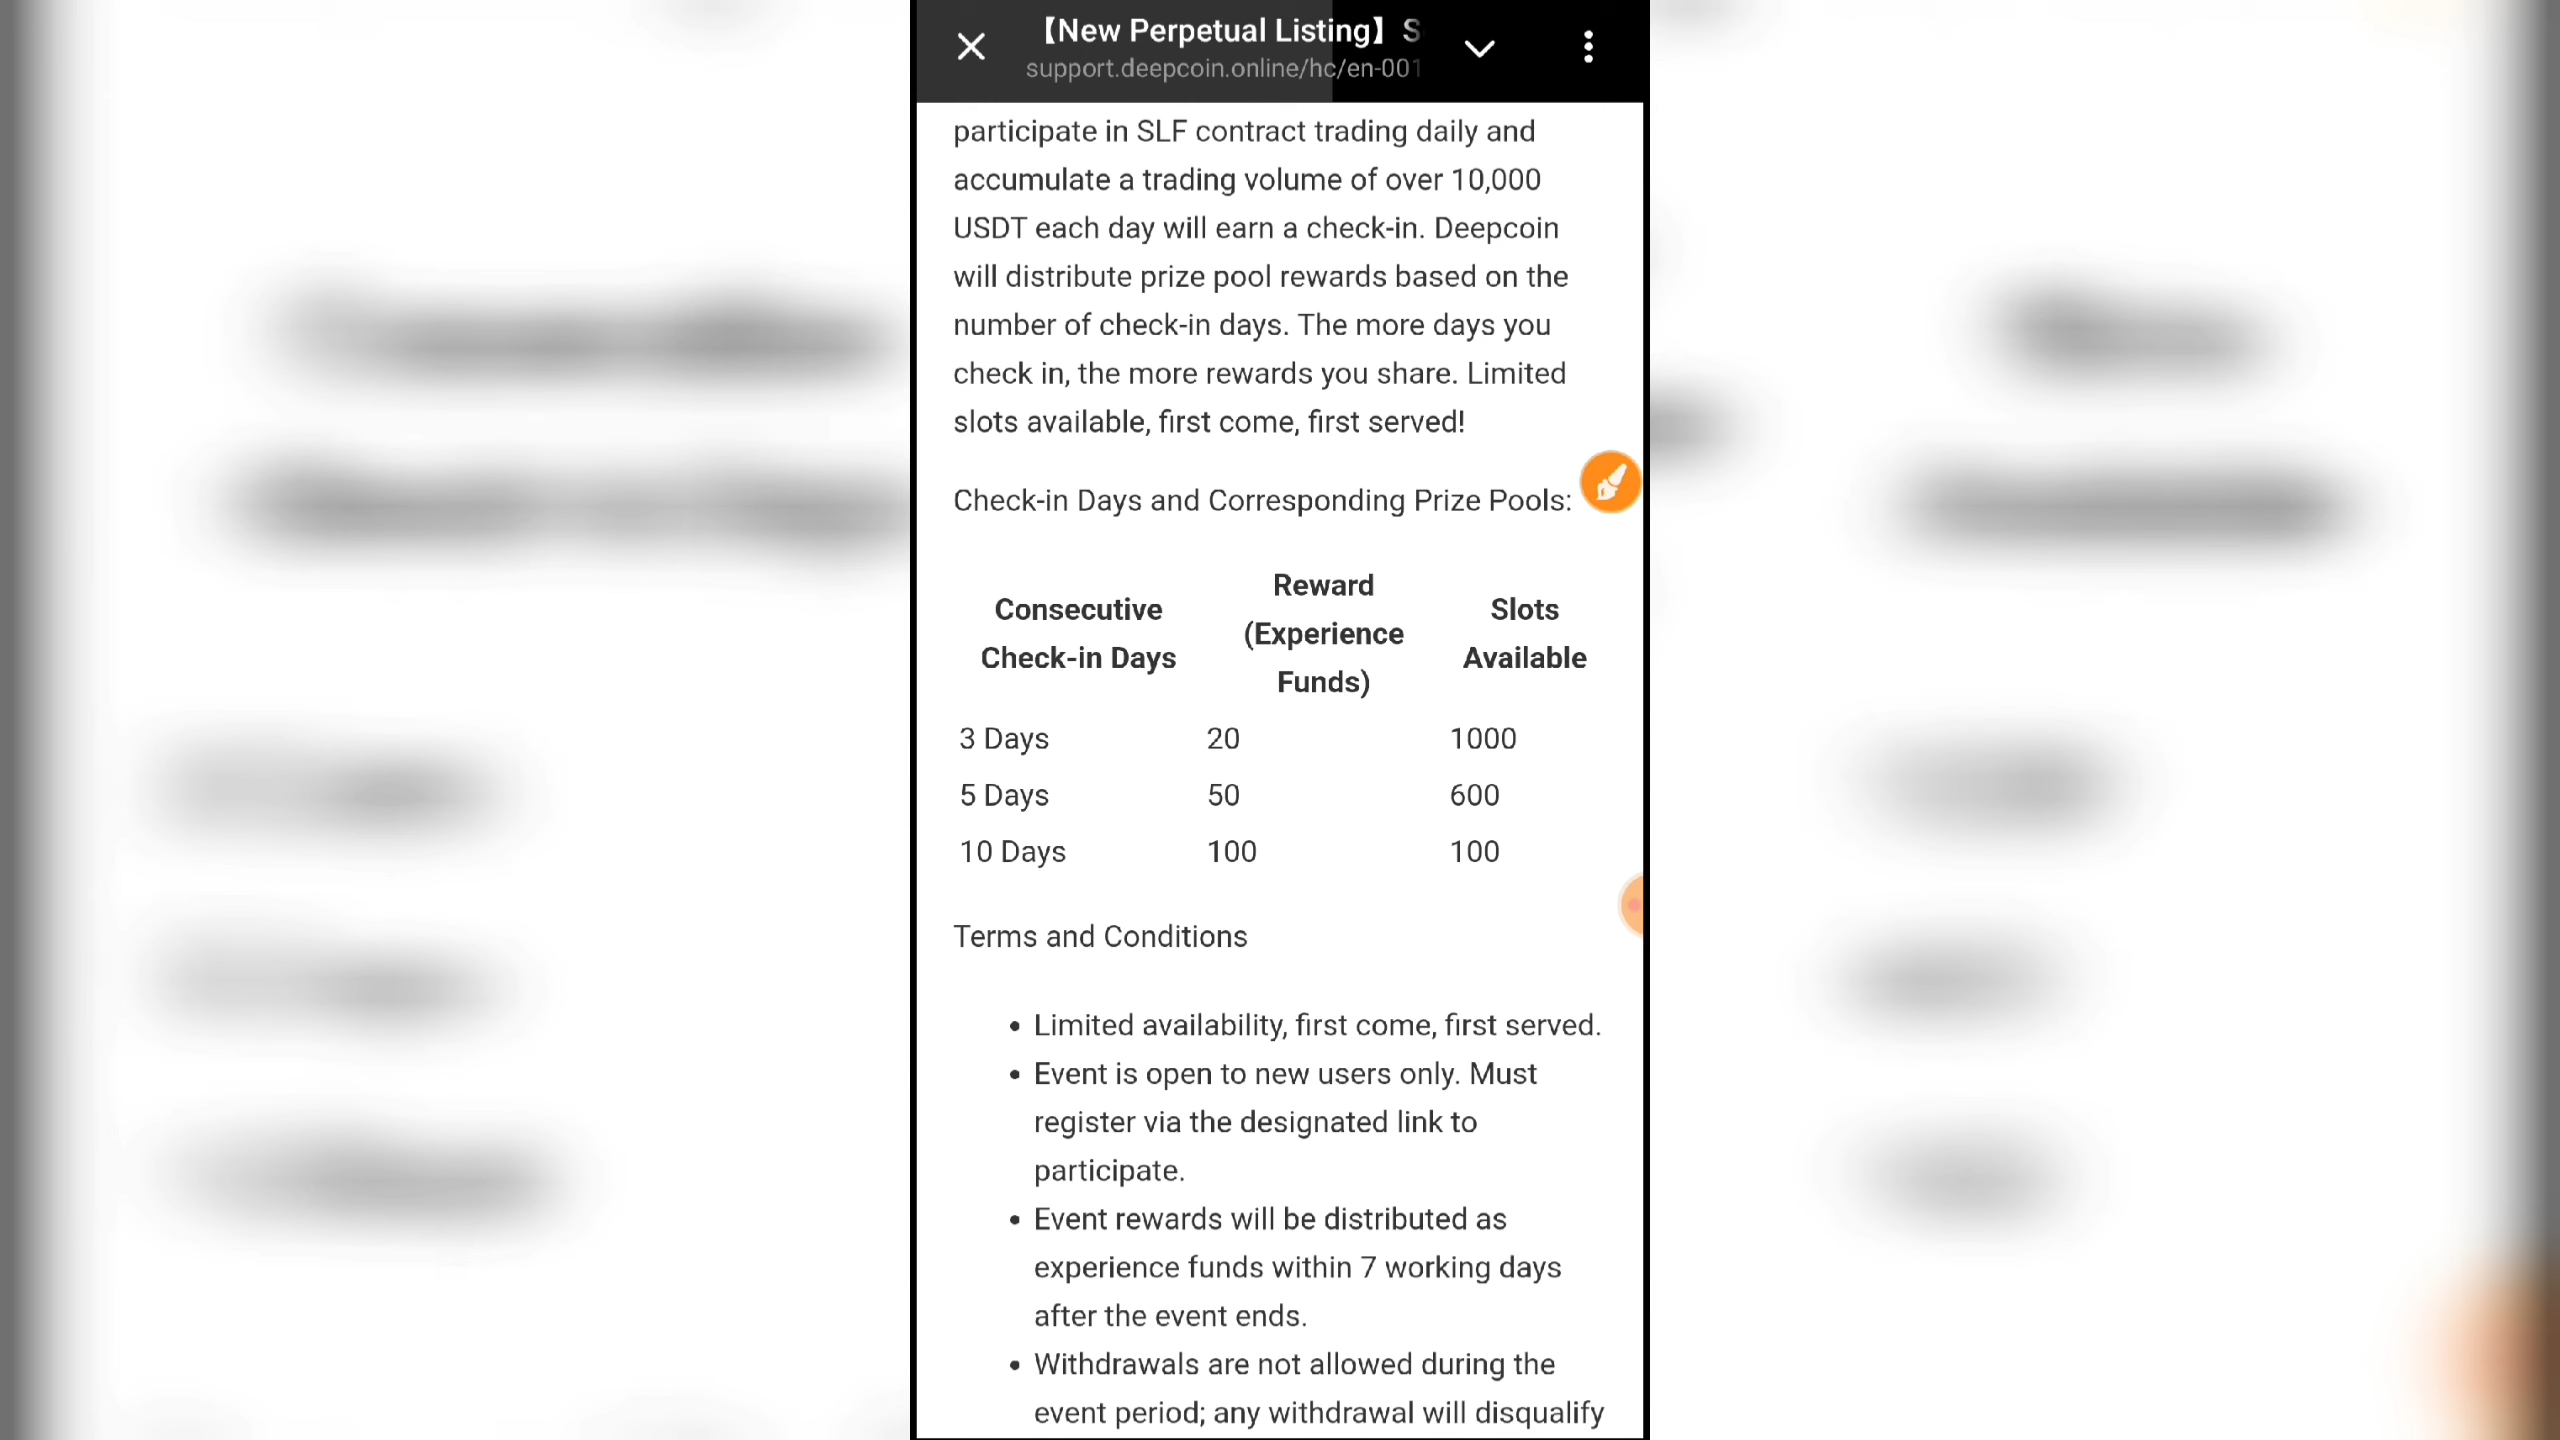 【New Perpetual Listing】 S
support.deepcoin.online/hc/en-001
participate in SLF contract trading daily and
accumulate a trading volume of over 10,000
USDT each day will earn a check-in. Deepcoin
will distribute prize pool rewards based on the
number of check-in days. The more days you
check in, the more rewards you share. Limited
slots available, first come, first served!
Check-in Days and Corresponding Prize Pools:
Consecutive Check-in Days
Reward (Experience Funds)
Slots Available
3 Days 20 1000
5 Days 50 600
10 Days 100 100
Terms and Conditions
• Limited availability, first come, first served.
• Event is open to new users only. Must
register via the designated link to
participate.
• Event rewards will be distributed as
experience funds within 7 working days
after the event ends.
• Withdrawals are not allowed during the
event period; any withdrawal will disqualify